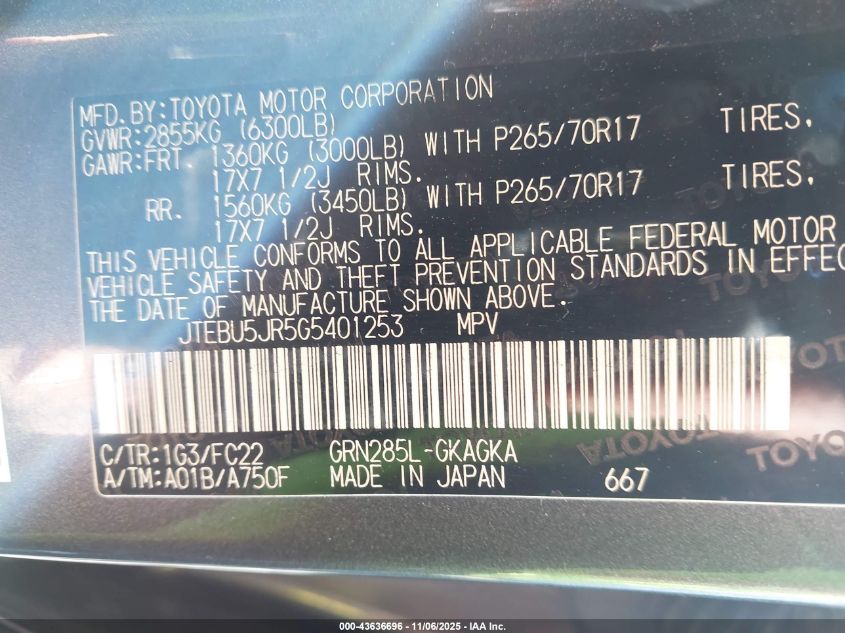 MFD. BY:TOYOTA MOTOR CORPORATION
GVWR:2855KG (6300LB)
GAWR:FRT. 1360KG (3000LB) WITH P265/70R17 TIRES,
17X7 1/2J RIMS.
RR. 1560KG (3450LB) WITH P265/70R17 TIRES,
17X7 1/2J RIMS.
THIS VEHICLE CONFORMS TO ALL APPLICABLE FEDERAL MOTOR
VEHICLE SAFETY AND THEFT PREVENTION STANDARDS IN EFFEC
THE DATE OF MANUFACTURE SHOWN ABOVE.
JTEBU5JR5G5401253 MPV
C/TR:1G3/FC22 GRN285L-GKAGKA
A/TM:A01B/A750F MADE IN JAPAN 667
TOYOTA
000-43636696 - 11/06/2025 - IAA Inc.